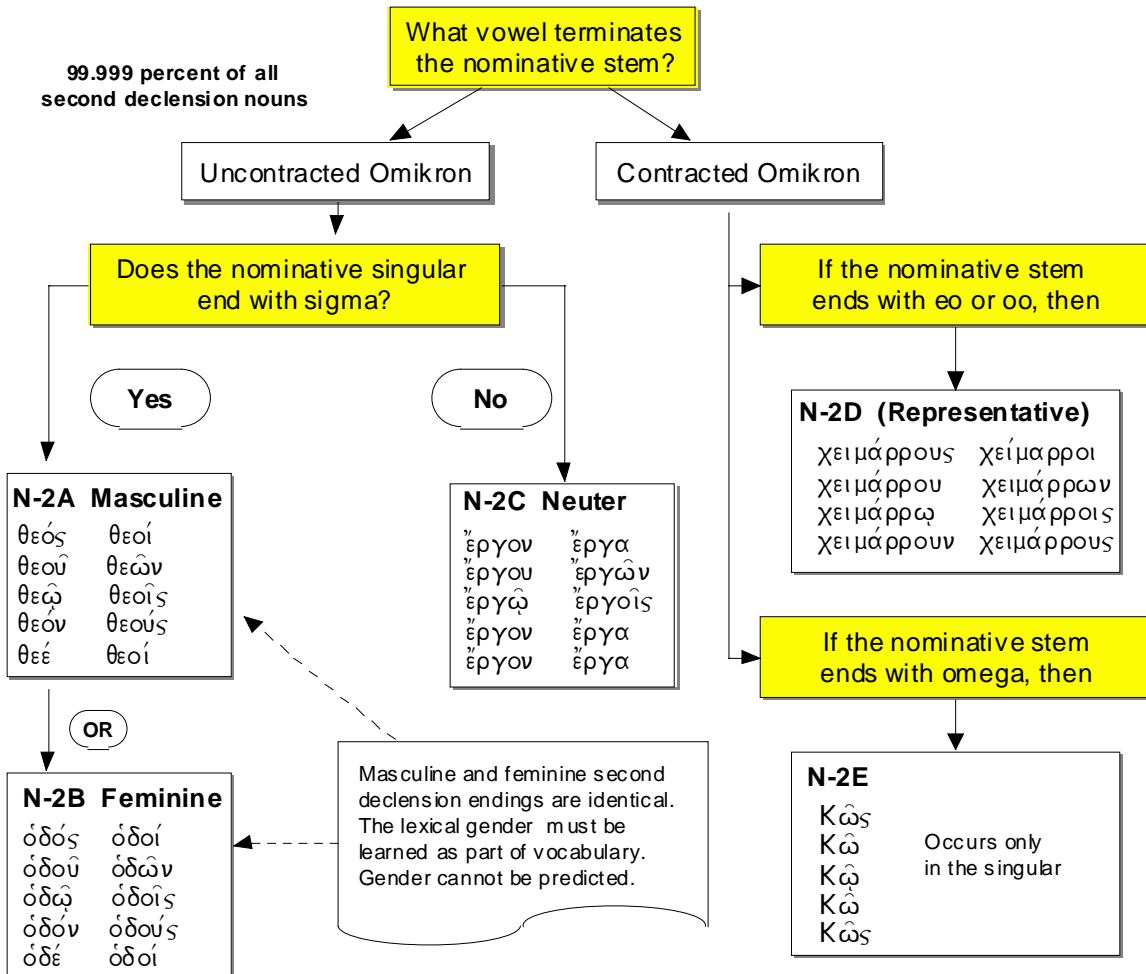 What vowel terminates
the nominative stem?
99.999 percent of all
second declension nouns
Uncontracted Omikron
Contracted Omikron
Does the nominative singular
end with sigma?
If the nominative stem
ends with eo or oo, then
Yes
No
N-2D (Representative)
χειμάρρους χείμαρροι
χειμάρρου χειμάρρων
χειμάρρῳ χειμάρροις
χειμάρρουν χειμάρρους
N-2A Masculine
θεός θεοί
θεοῦ θεῶν
θεῷ θεοῖς
θεόν θεούς
θεέ θεοί
N-2C Neuter
ἔργον ἔργα
ἔργου ἔργῶν
ἔργῷ ἔργοῖς
ἔργον ἔργα
ἔργον ἔργα
If the nominative stem
ends with omega, then
OR
N-2B Feminine
ὁδός ὁδοί
ὁδοῦ ὁδῶν
ὁδῷ ὁδοῖς
ὁδόν ὁδούς
ὁδέ ὁδοί
Masculine and feminine second
declension endings are identical.
The lexical gender must be
learned as part of vocabulary.
Gender cannot be predicted.
N-2E
Κῶς
Κῶ
Κῷ
Κῶ
Κῶς
Occurs only
in the singular